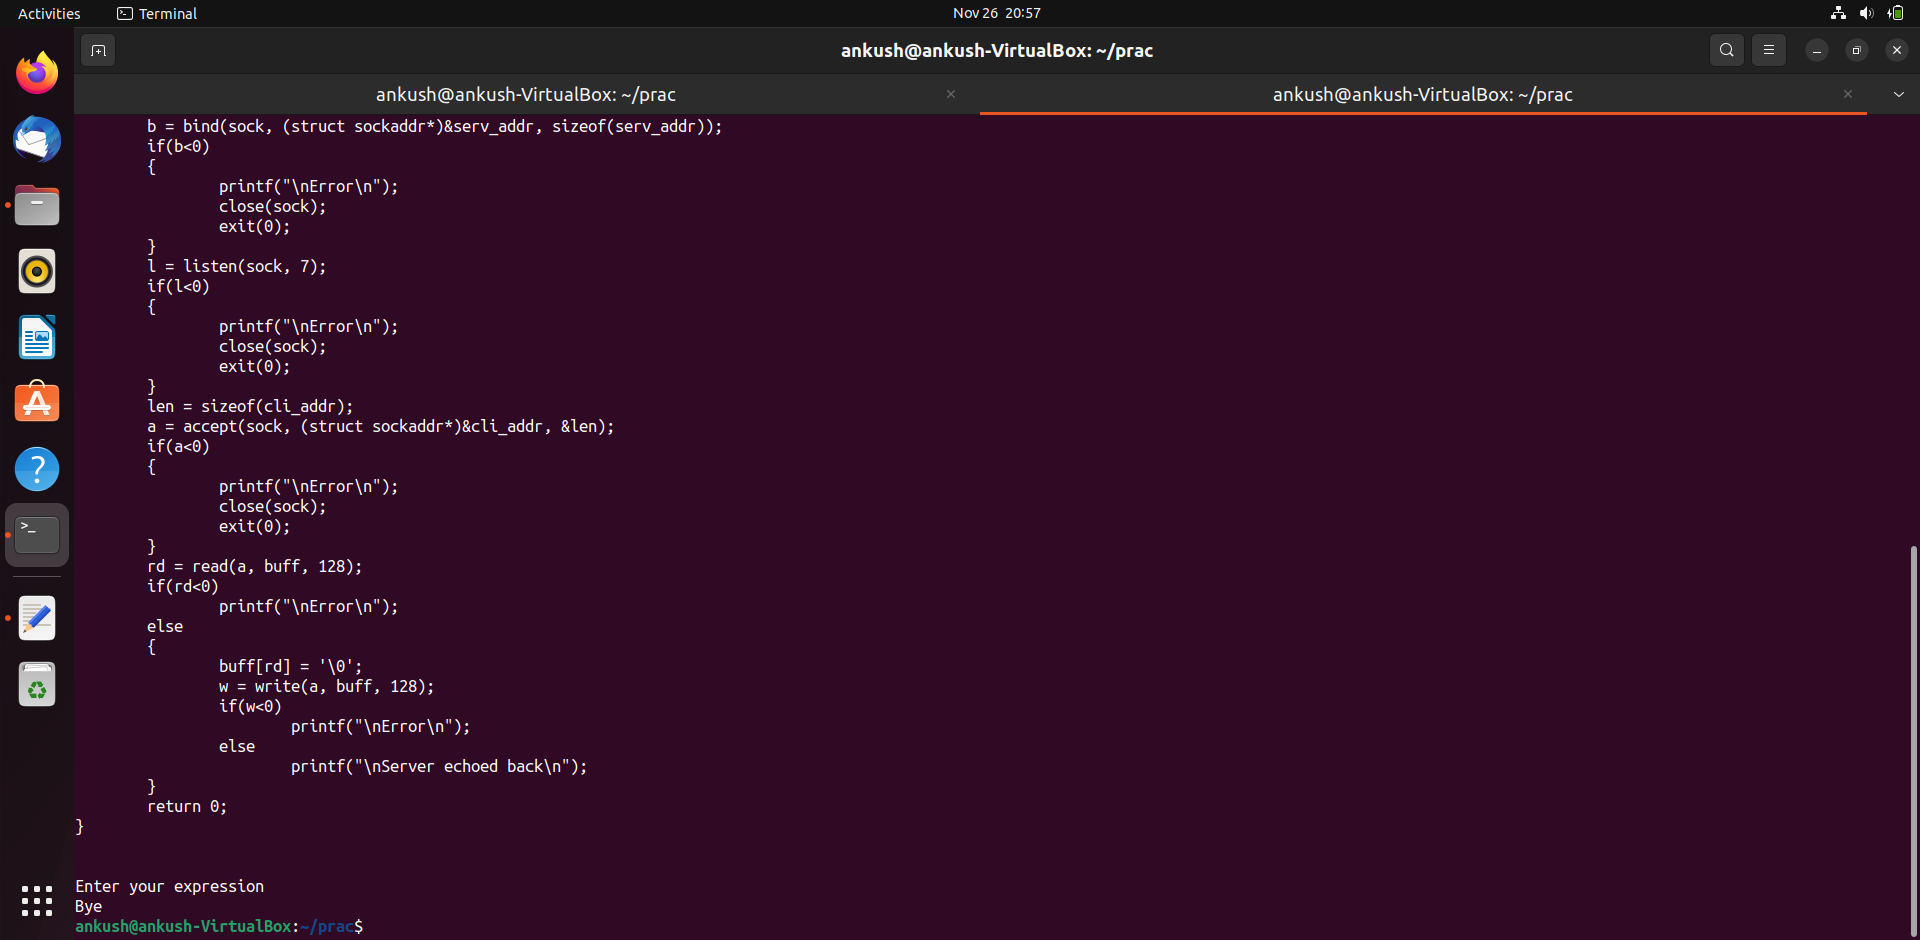 Activities
Terminal
Nov 26 20:57
ankush@ankush-VirtualBox: ~/prac
ankush@ankush-VirtualBox: ~/prac
ankush@ankush-VirtualBox: ~/prac
b = bind(sock, (struct sockaddr*)&serv_addr, sizeof(serv_addr));
if(b<0)
{
printf("\nError\n");
close(sock);
exit(0);
}
l = listen(sock, 7);
if(l<0)
{
printf("\nError\n");
close(sock);
exit(0);
}
len = sizeof(cli_addr);
a = accept(sock, (struct sockaddr*)&cli_addr, &len);
if(a<0)
{
printf("\nError\n");
close(sock);
exit(0);
}
rd = read(a, buff, 128);
if(rd<0)
printf("\nError\n");
else
{
buff[rd] = '\0';
w = write(a, buff, 128);
if(w<0)
printf("\nError\n");
else
printf("\nServer echoed back\n");
}
return 0;
}
Enter your expression
Bye
ankush@ankush-VirtualBox:~/prac$